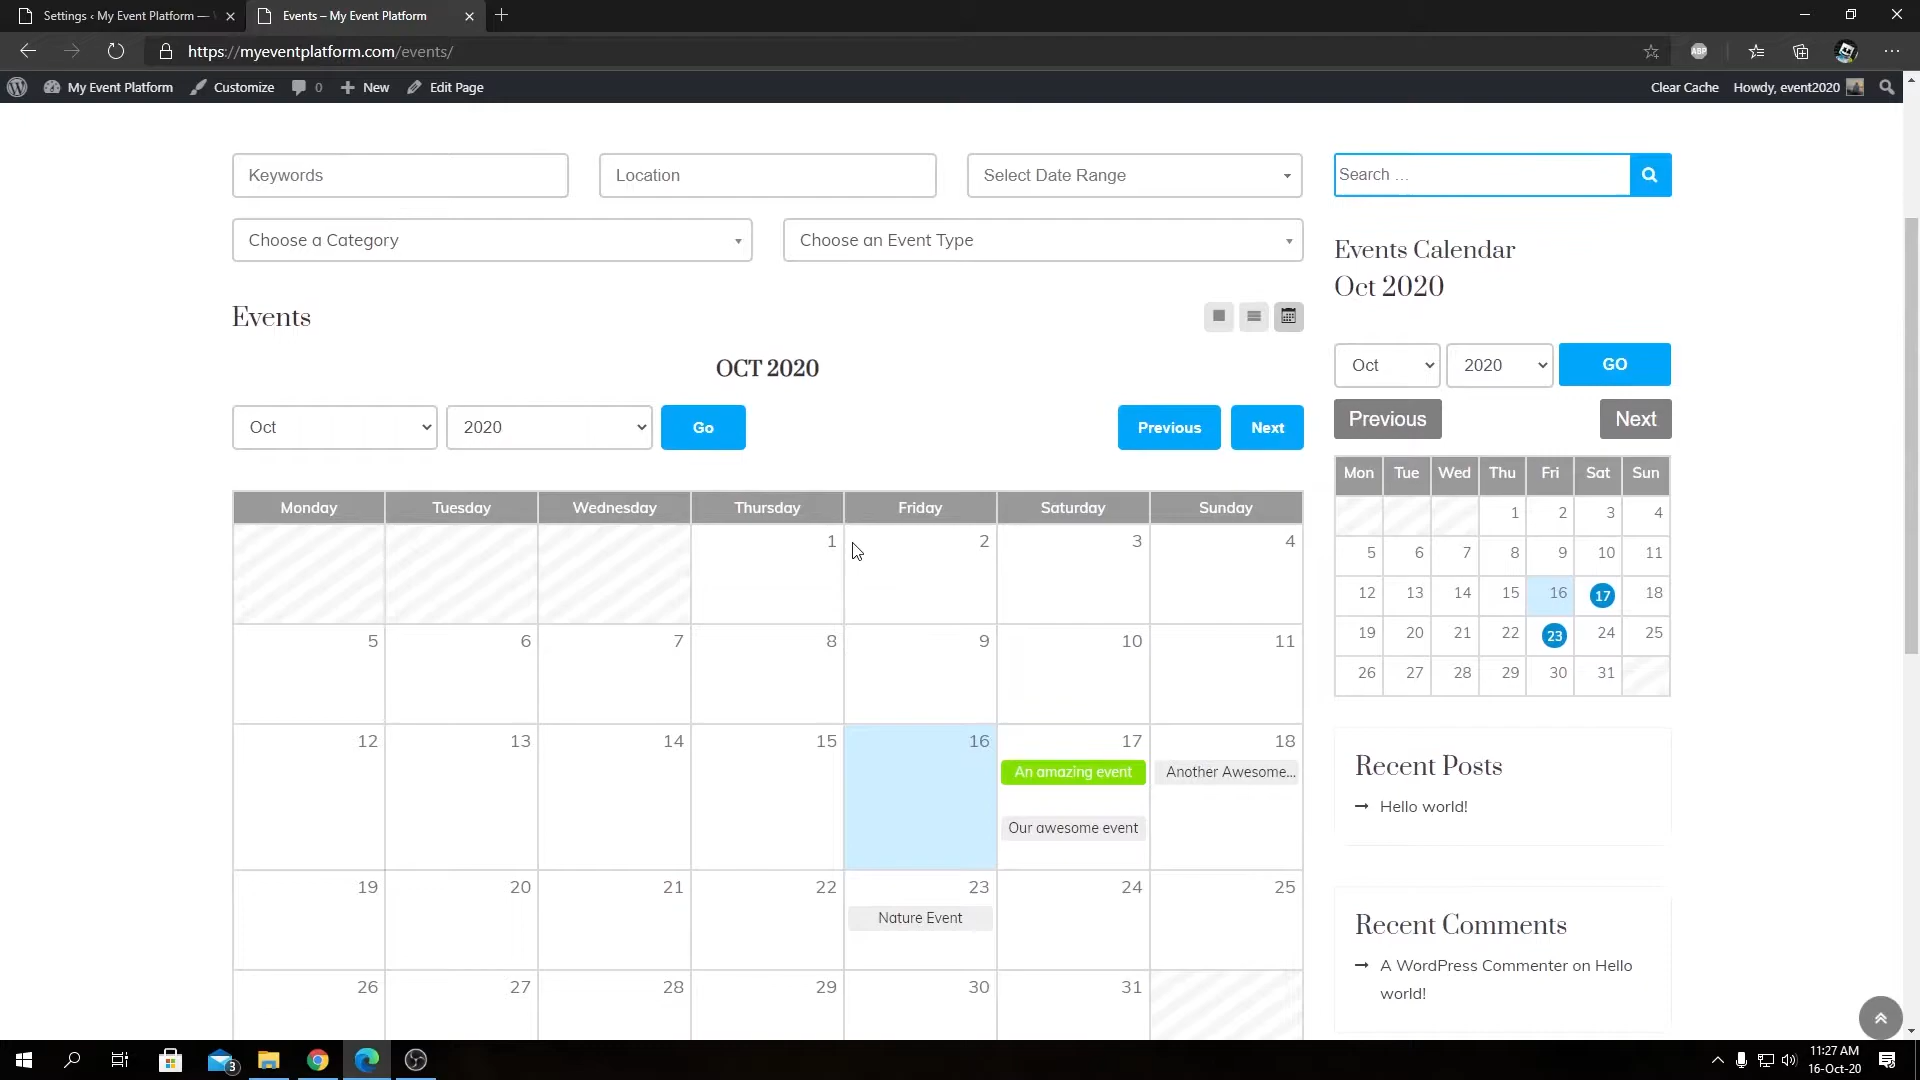 Settings ‹ My Event Platform —
Events – My Event Platform
https://myeventplatform.com/events/
ABP
My Event Platform
Customize
0
New
Edit Page
Clear Cache
Howdy, event2020
Keywords
Location
Select Date Range
Search …
Choose a Category
Choose an Event Type
Events
OCT 2020
Oct
2020
Go
Previous
Next
Monday Tuesday Wednesday Thursday Friday Saturday Sunday
1 2 3 4
5 6 7 8 9 10 11
12 13 14 15 16 17 18
An amazing event
Another Awesome...
Our awesome event
19 20 21 22 23 24 25
Nature Event
26 27 28 29 30 31
Events Calendar
Oct 2020
Oct
2020
GO
Previous
Next
Mon Tue Wed Thu Fri Sat Sun
1 2 3 4
5 6 7 8 9 10 11
12 13 14 15 16 17 18
19 20 21 22 23 24 25
26 27 28 29 30 31
Recent Posts
Hello world!
Recent Comments
A WordPress Commenter on Hello
world!
3
11:27 AM
16-Oct-20